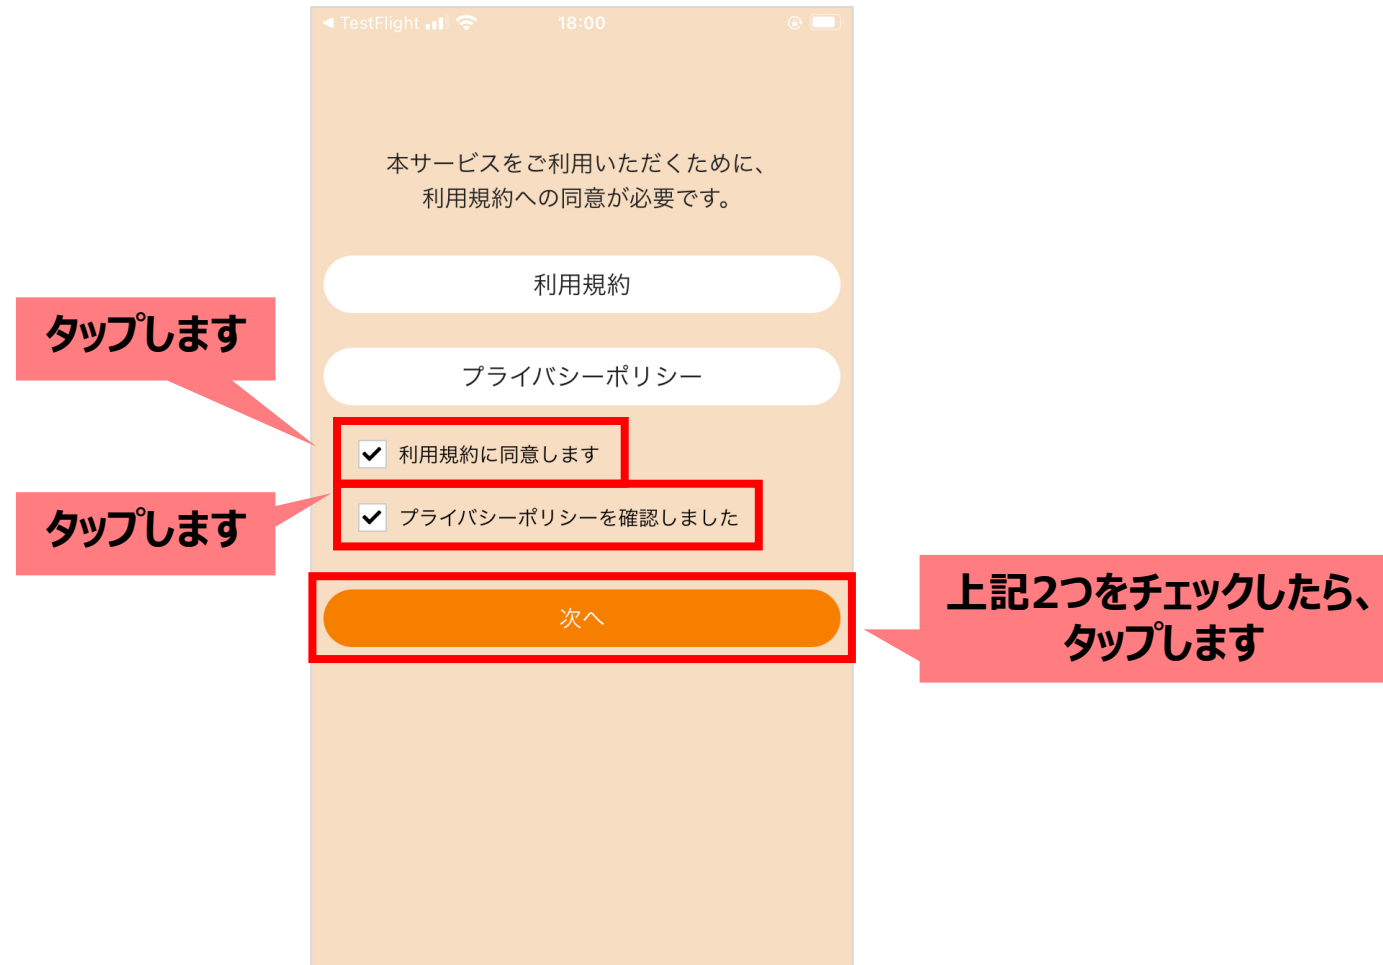 ◀ TestFlight 18:00
本サービスをご利用いただくために、
利用規約への同意が必要です。
利用規約
タップします
プライバシーポリシー
利用規約に同意します
タップします
プライバシーポリシーを確認しました
次へ
上記2つをチェックしたら、
タップします